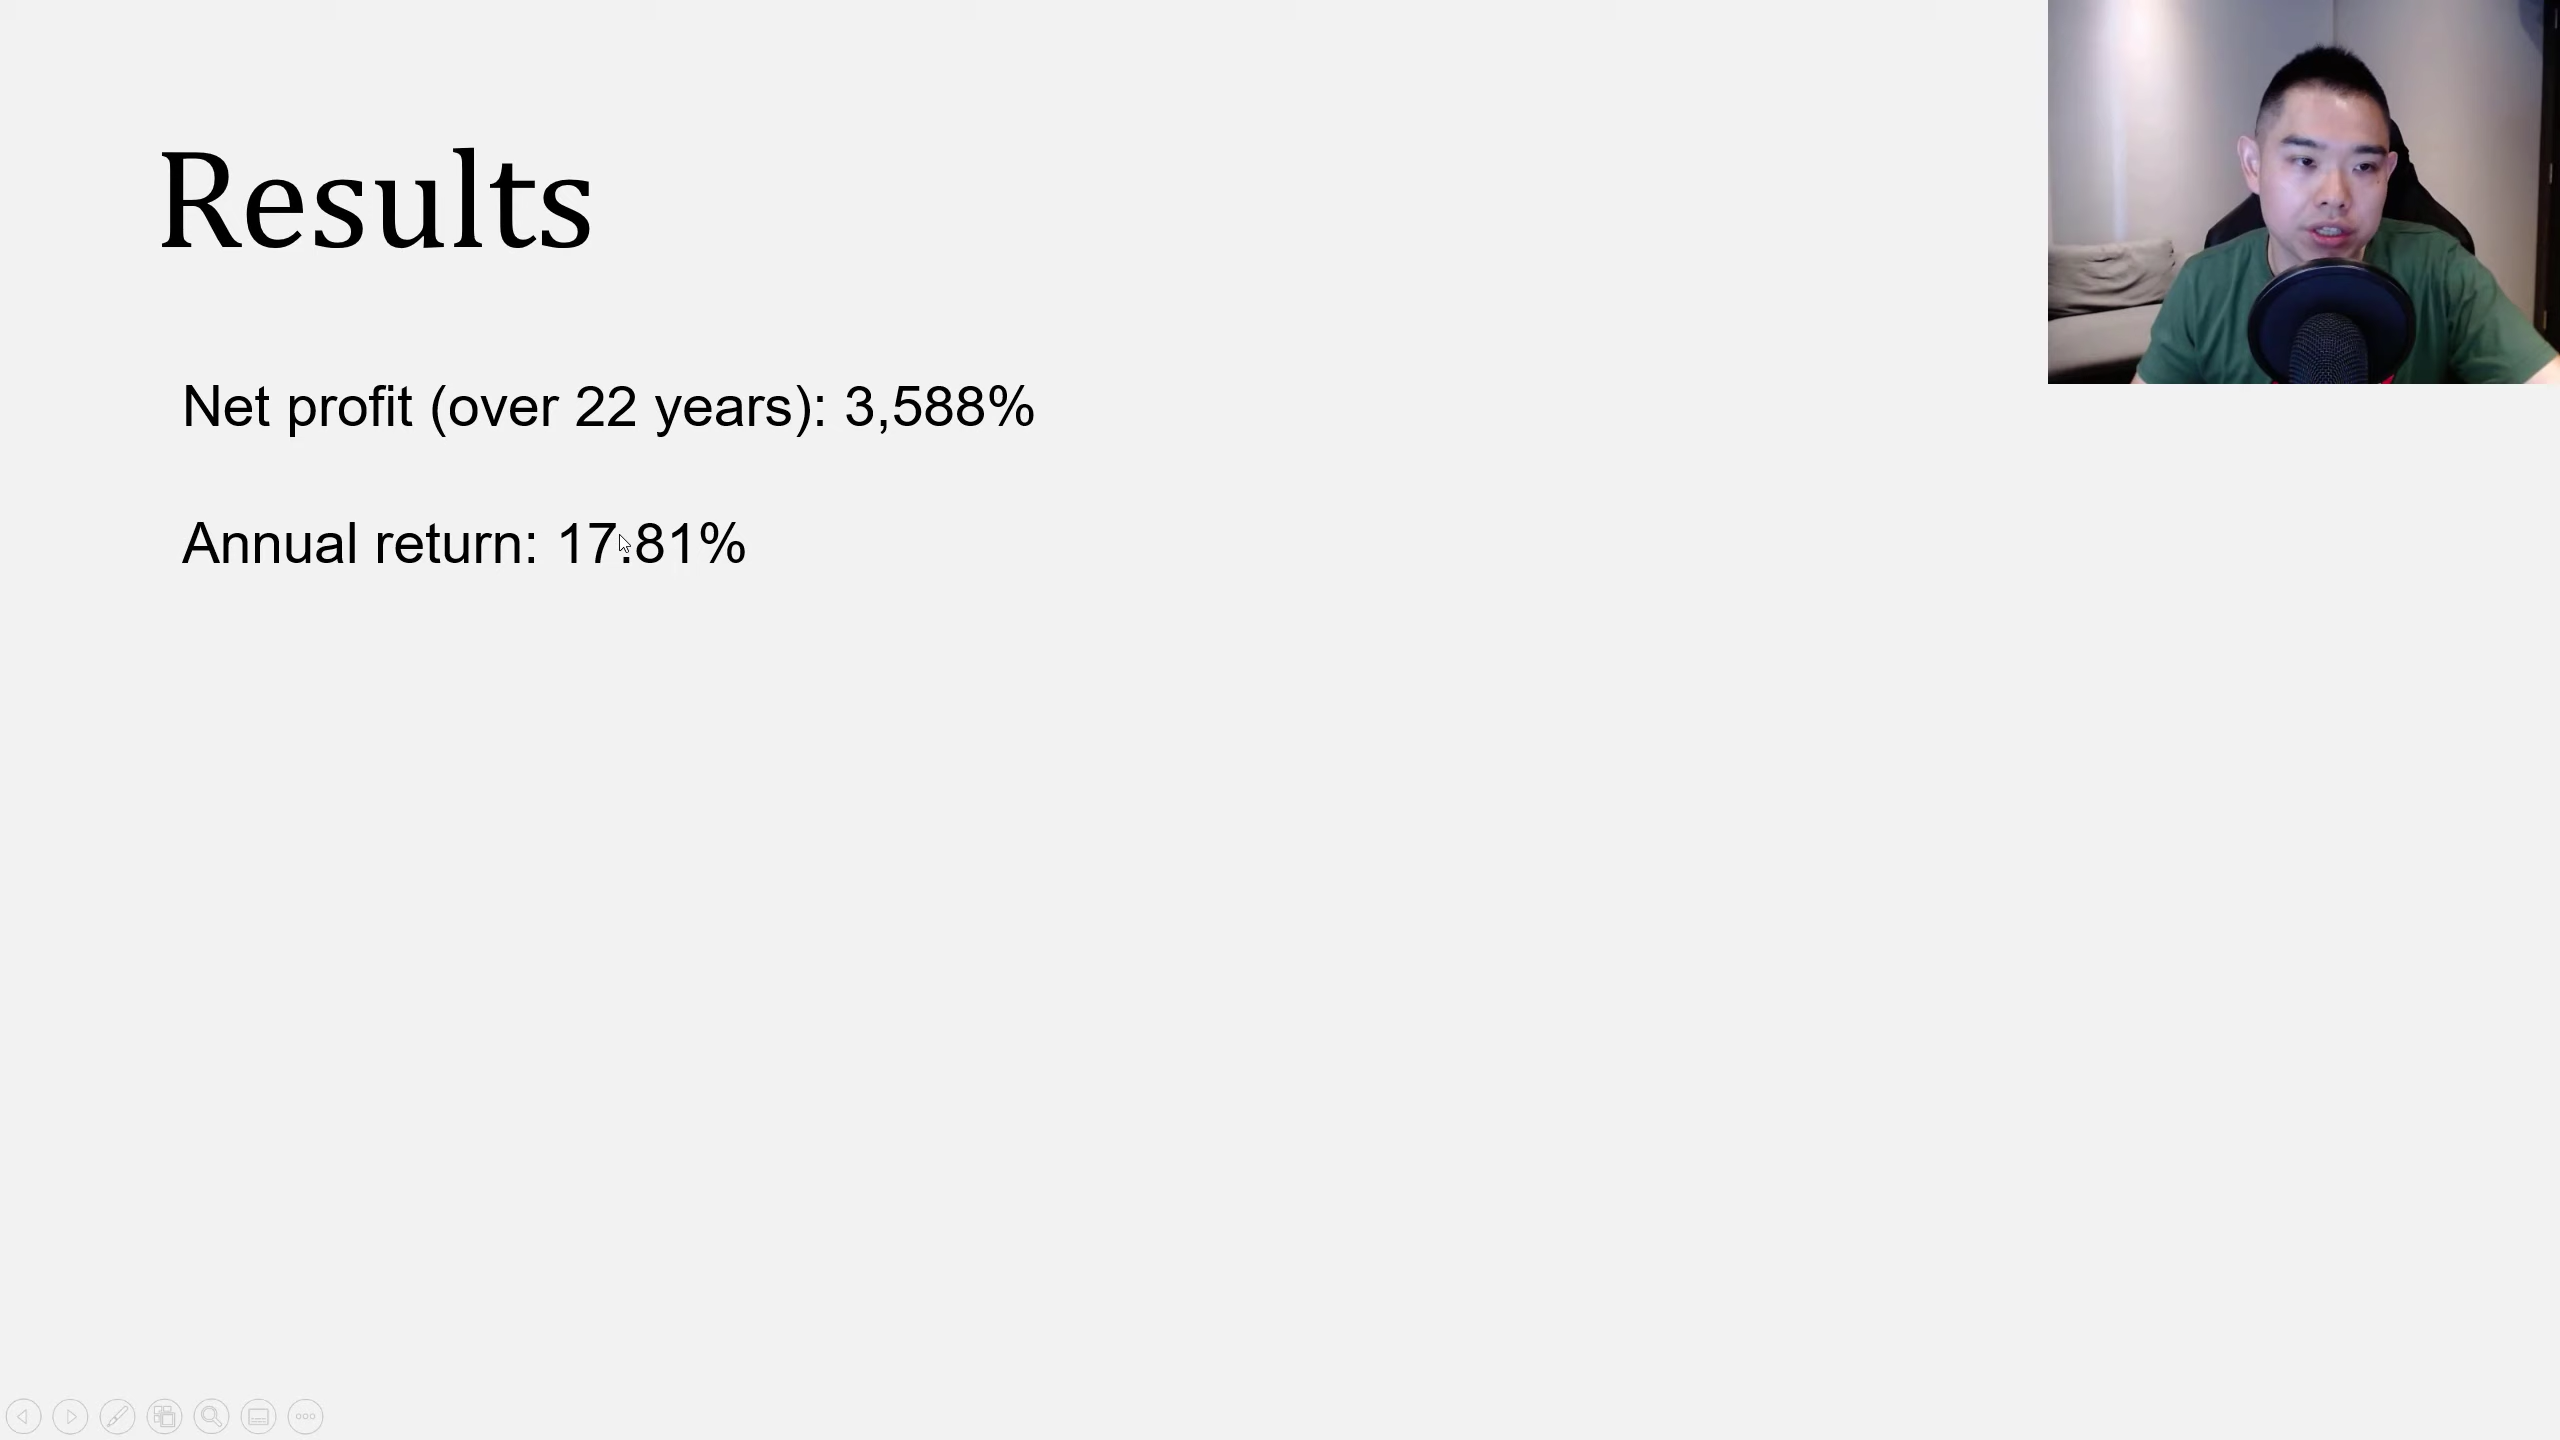 Results
Net profit (over 22 years): 3,588%
Annual return: 17.81%